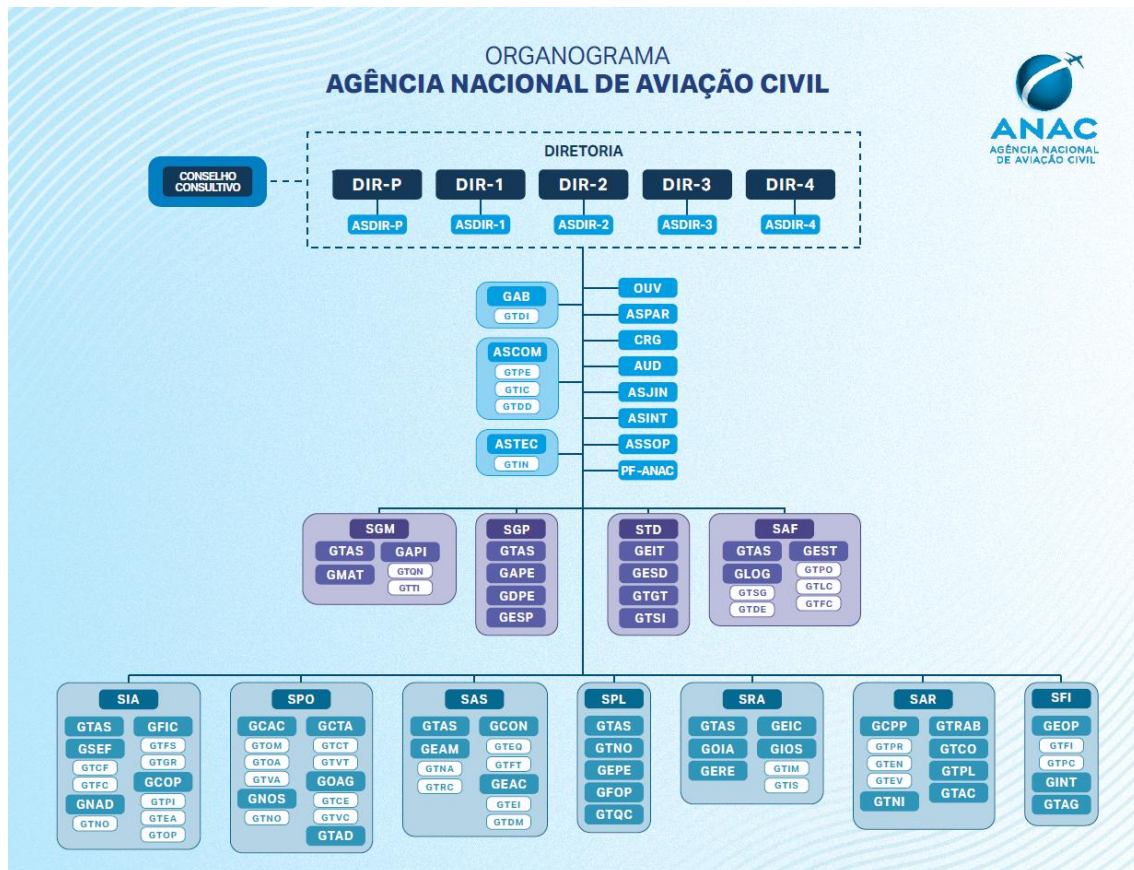 ORGANOGRAMA
AGÊNCIA NACIONAL DE AVIAÇÃO CIVIL
ANAC
AGÊNCIA NACIONAL
DE AVIAÇÃO CIVIL
CONSELHO
CONSULTIVO
DIRETORIA
DIR-P DIR-1 DIR-2 DIR-3 DIR-4
ASDIR-P ASDIR-1 ASDIR-2 ASDIR-3 ASDIR-4
GAB
GTDI
ASCOM
GTPE
GTIC
GTDD
ASTEC
GTIN
OUV
ASPAR
CRG
AUD
ASJIN
ASINT
ASSOP
PF-ANAC
SGM
GTAS
GMAT
GAPI
GTQN
GTTI
SGP
GTAS
GAPE
GDPE
GESP
STD
GEIT
GESD
GTGT
GTSI
SAF
GTAS
GLOG
GTSG
GTDE
GEST
GTPO
GTLC
GTFC
SIA
GTAS
GSEF
GTCF
GTFC
GNAD
GTNO
GFIC
GTFS
GTGR
GCOP
GTPI
GTEA
GTOP
SPO
GCAC
GTOM
GTOA
GTVA
GNOS
GTNO
GCTA
GTCT
GTVT
GOAG
GTCE
GTVC
GTAD
SAS
GTAS
GEAM
GTNA
GTRC
GCON
GTEQ
GTFT
GEAC
GTEI
GTDM
SPL
GTAS
GTNO
GEPE
GFOP
GTQC
SRA
GTAS
GOIA
GERE
GEIC
GIOS
GTIM
GTIS
SAR
GCPP
GTPR
GTEN
GTEV
GTNI
GTRAB
GTCO
GTPL
GTAC
SFI
GEOP
GTFI
GTPC
GINT
GTAG